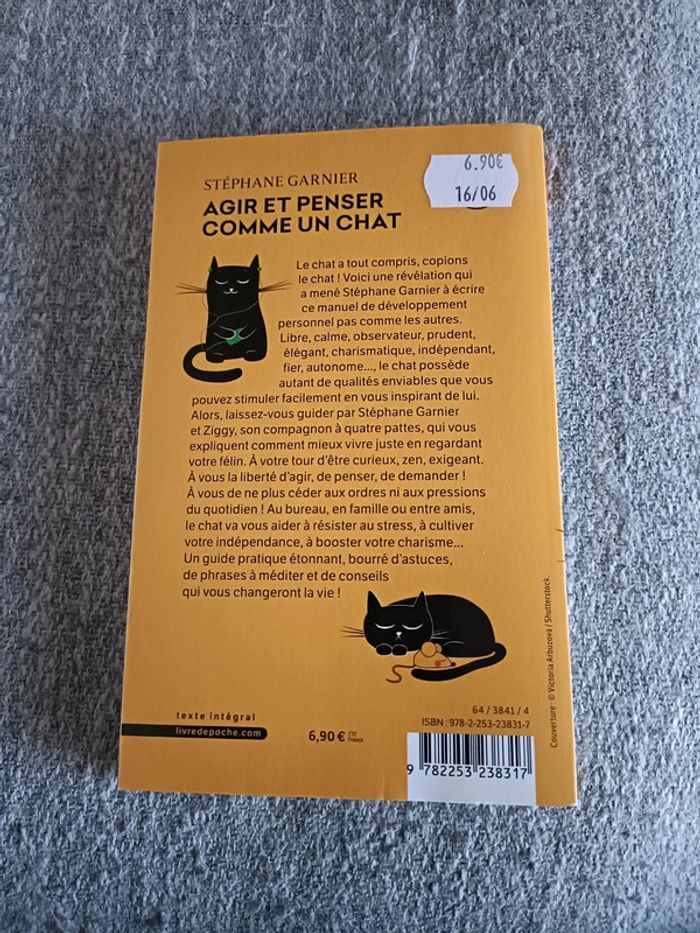 6.90€
16/06
STÉPHANE GARNIER
AGIR ET PENSER
COMME UN CHAT
Le chat a tout compris, copions
le chat ! Voici une révélation qui
a mené Stéphane Garnier à écrire
ce manuel de développement
personnel pas comme les autres.
Libre, calme, observateur, prudent,
élégant, charismatique, indépendant,
fier, autonome..., le chat possède
autant de qualités enviables que vous
pouvez stimuler facilement en vous inspirant de lui.
Alors, laissez-vous guider par Stéphane Garnier
et Ziggy, son compagnon à quatre pattes, qui vous
expliquent comment mieux vivre juste en regardant
votre félin. À votre tour d'être curieux, zen, exigeant.
À vous la liberté d'agir, de penser, de demander !
À vous de ne plus céder aux ordres ni aux pressions
du quotidien ! Au bureau, en famille ou entre amis,
le chat va vous aider à résister au stress, à cultiver
votre indépendance, à booster votre charisme...
Un guide pratique étonnant, bourré d'astuces,
de phrases à méditer et de conseils
qui vous changeront la vie !
Couverture : © Victoria Arbuzova / Shutterstock.
64 / 3841 / 4
ISBN : 978-2-253-23831-7
texte intégral
livredepoche.com
6,90 € TTC
FRANCE
9 782253 238317